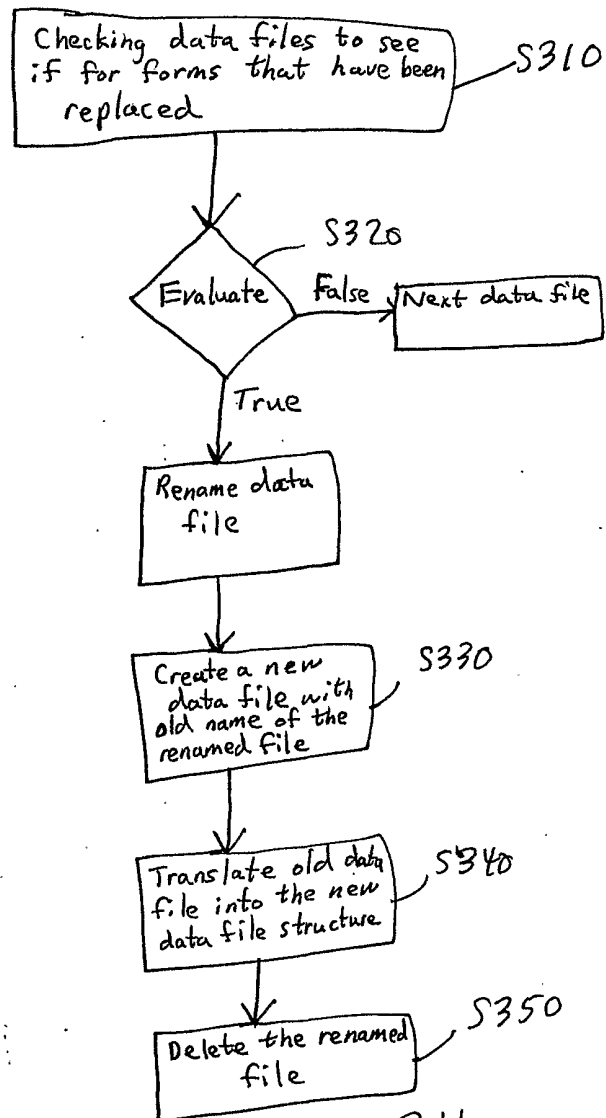 Checking data files to see
if for forms that have been
replaced
S310
S320
Evaluate
False
Next data file
True
Rename data
file
Create a new
data file with
old name of the
renamed file
S330
Translate old data
file into the new
data file structure
S340
Delete the renamed
file
S350